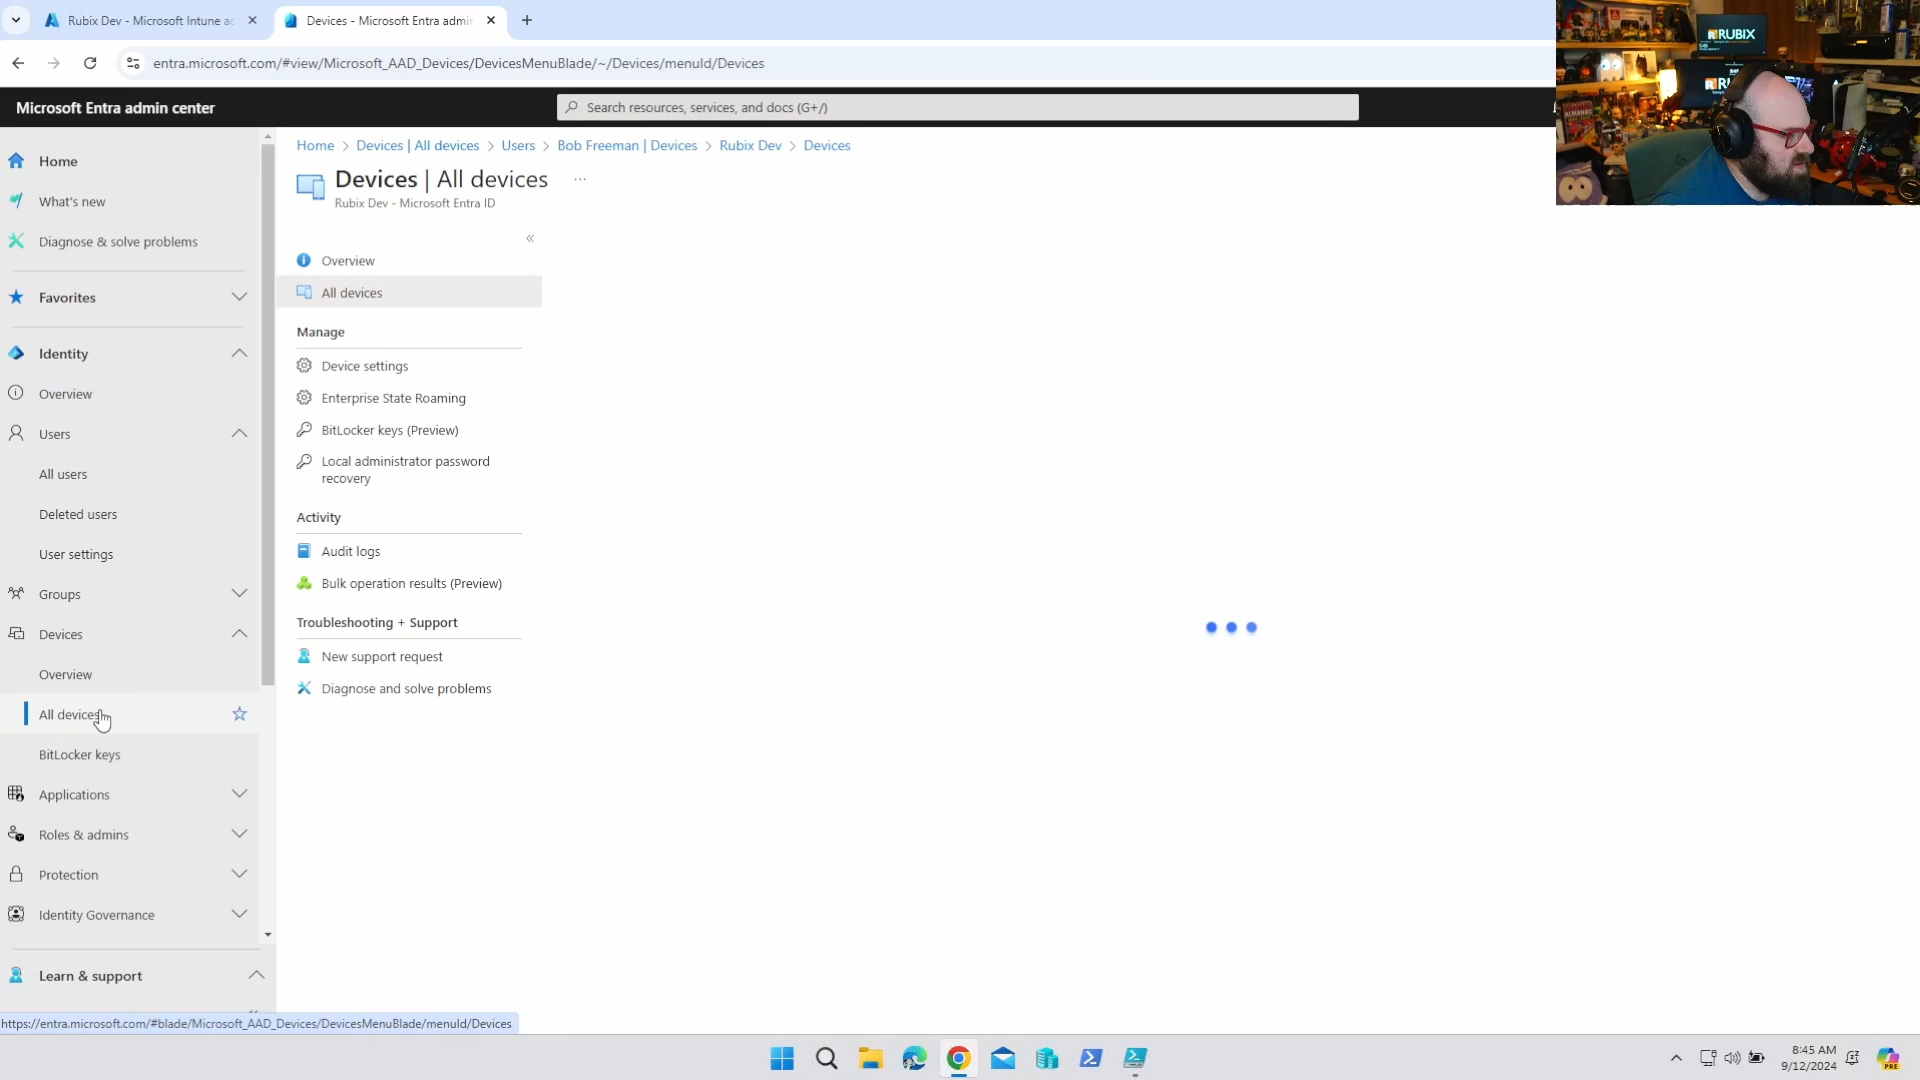 Rubix Dev - Microsoft Intune ac
Devices - Microsoft Entra admin
entra.microsoft.com/#view/Microsoft_AAD_Devices/DevicesMenuBlade/~/Devices/menuId/Devices
Microsoft Entra admin center
Search resources, services, and docs (G+/)
RUBIX
Home
What's new
Diagnose & solve problems
Favorites
Identity
Overview
Users
All users
Deleted users
User settings
Groups
Devices
Overview
All devices
BitLocker keys
Applications
Roles & admins
Protection
Identity Governance
Learn & support
Home > Devices | All devices > Users > Bob Freeman | Devices > Rubix Dev > Devices
Devices | All devices ...
Rubix Dev - Microsoft Entra ID
Overview
All devices
Manage
Device settings
Enterprise State Roaming
BitLocker keys (Preview)
Local administrator password
recovery
Activity
Audit logs
Bulk operation results (Preview)
Troubleshooting + Support
New support request
Diagnose and solve problems
https://entra.microsoft.com/#blade/Microsoft_AAD_Devices/DevicesMenuBlade/menuId/Devices
8:45 AM
9/12/2024
PRE